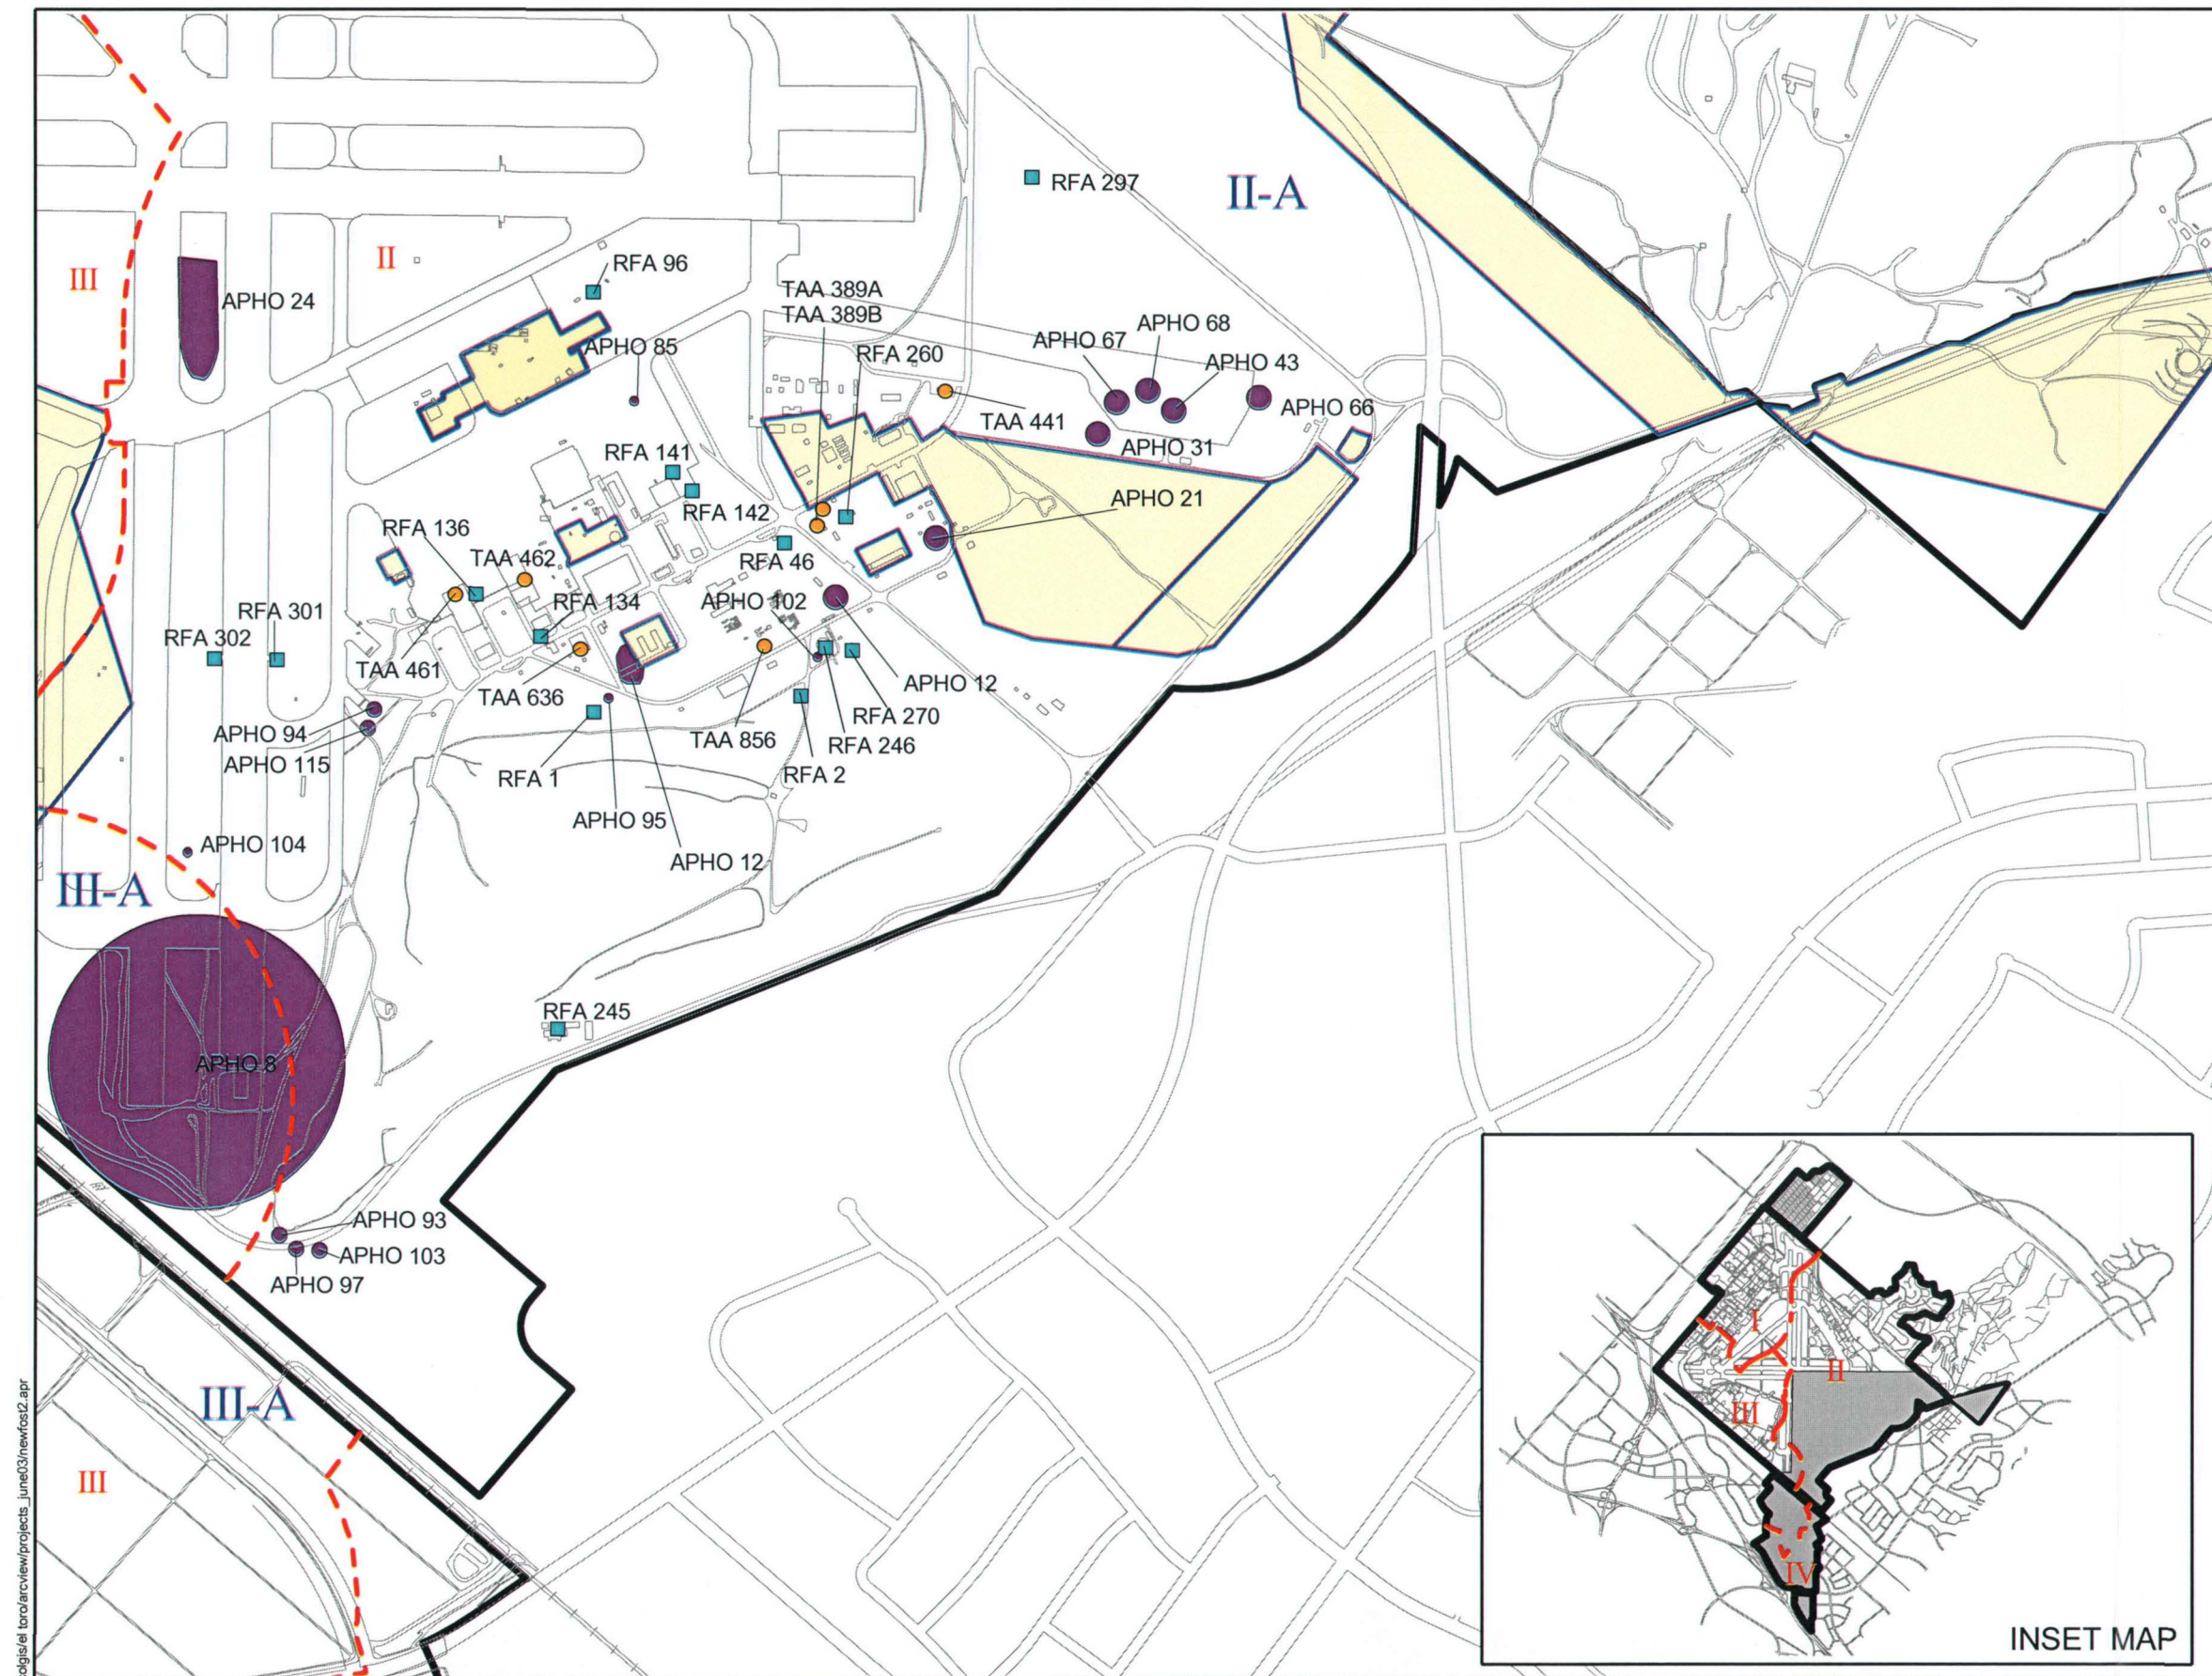 RFA 297
II-A
III
II
RFA 96
APHO 24
TAA 389A
TAA 389B
APHO 68
APHO 67
APHO 85
RFA 260
APHO 43
APHO 66
TAA 441
APHO 31
RFA 141
APHO 21
RFA 142
RFA 136
TAA 462
RFA 46
RFA 134
APHO 102
RFA 301
RFA 302
TAA 461
APHO 12
TAA 636
RFA 270
APHO 94
TAA 856
RFA 246
APHO 115
RFA 1
RFA 2
APHO 95
APHO 104
APHO 12
III-A
RFA 245
APHO 8
APHO 93
APHO 103
APHO 97
III-A
III
I
II
III
IV
INSET MAP
colgis/el toro/arcview/projects_june03/newfost2.apr